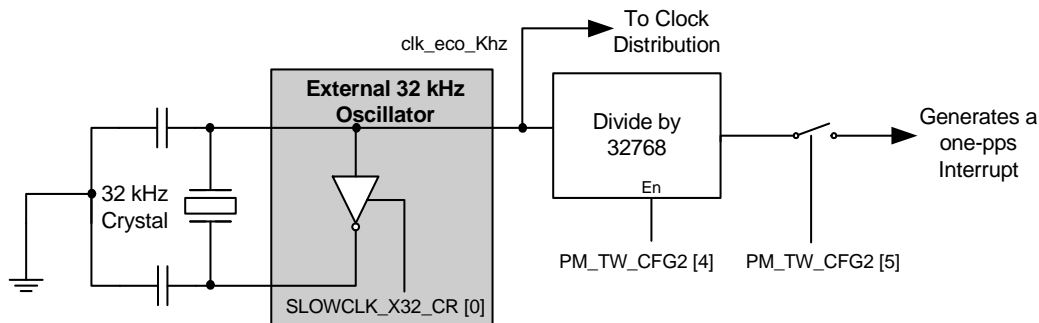 To Clock
Distribution
clk_eco_Khz
External 32 kHz
Oscillator
Divide by
32768
En
Generates a
one-pps
Interrupt
32 kHz
Crystal
PM_TW_CFG2 [4]
PM_TW_CFG2 [5]
SLOWCLK_X32_CR [0]